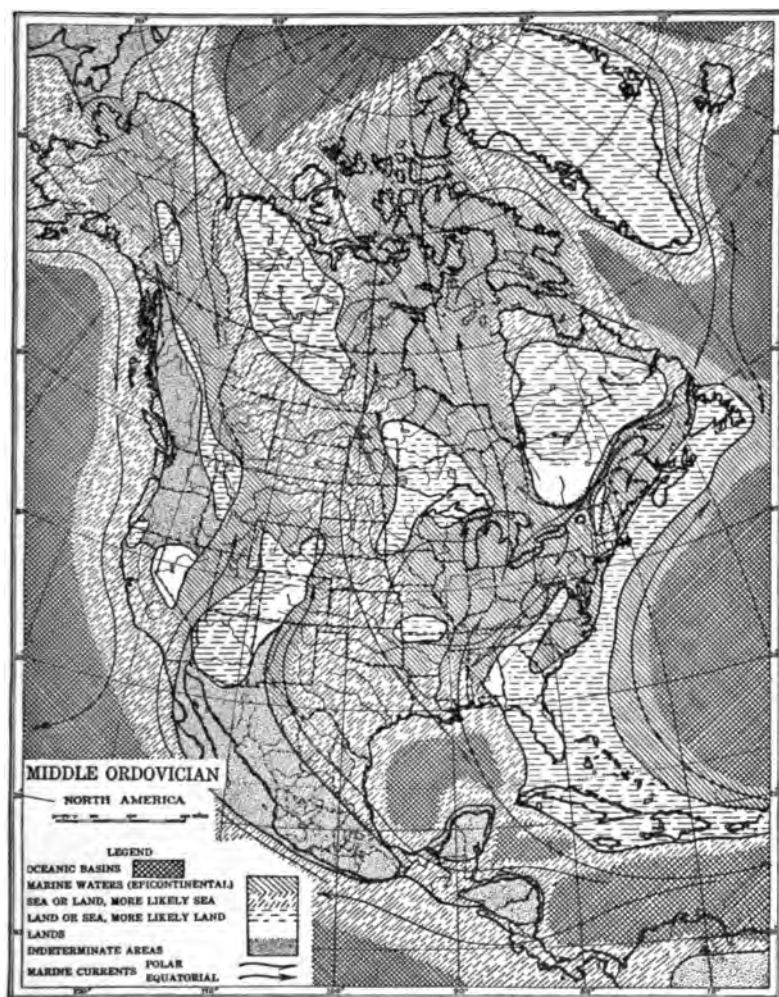 MIDDLE ORDOVICIAN
NORTH AMERICA
LEGEND
OCEANIC BASINS
MARINE WATERS (EPICONTINENTAL)
SEA OR LAND, MORE LIKELY SEA
LAND OR SEA, MORE LIKELY LAND
LANDS
INDETERMINATE AREAS
MARINE CURRENTS POLAR
EQUATORIAL